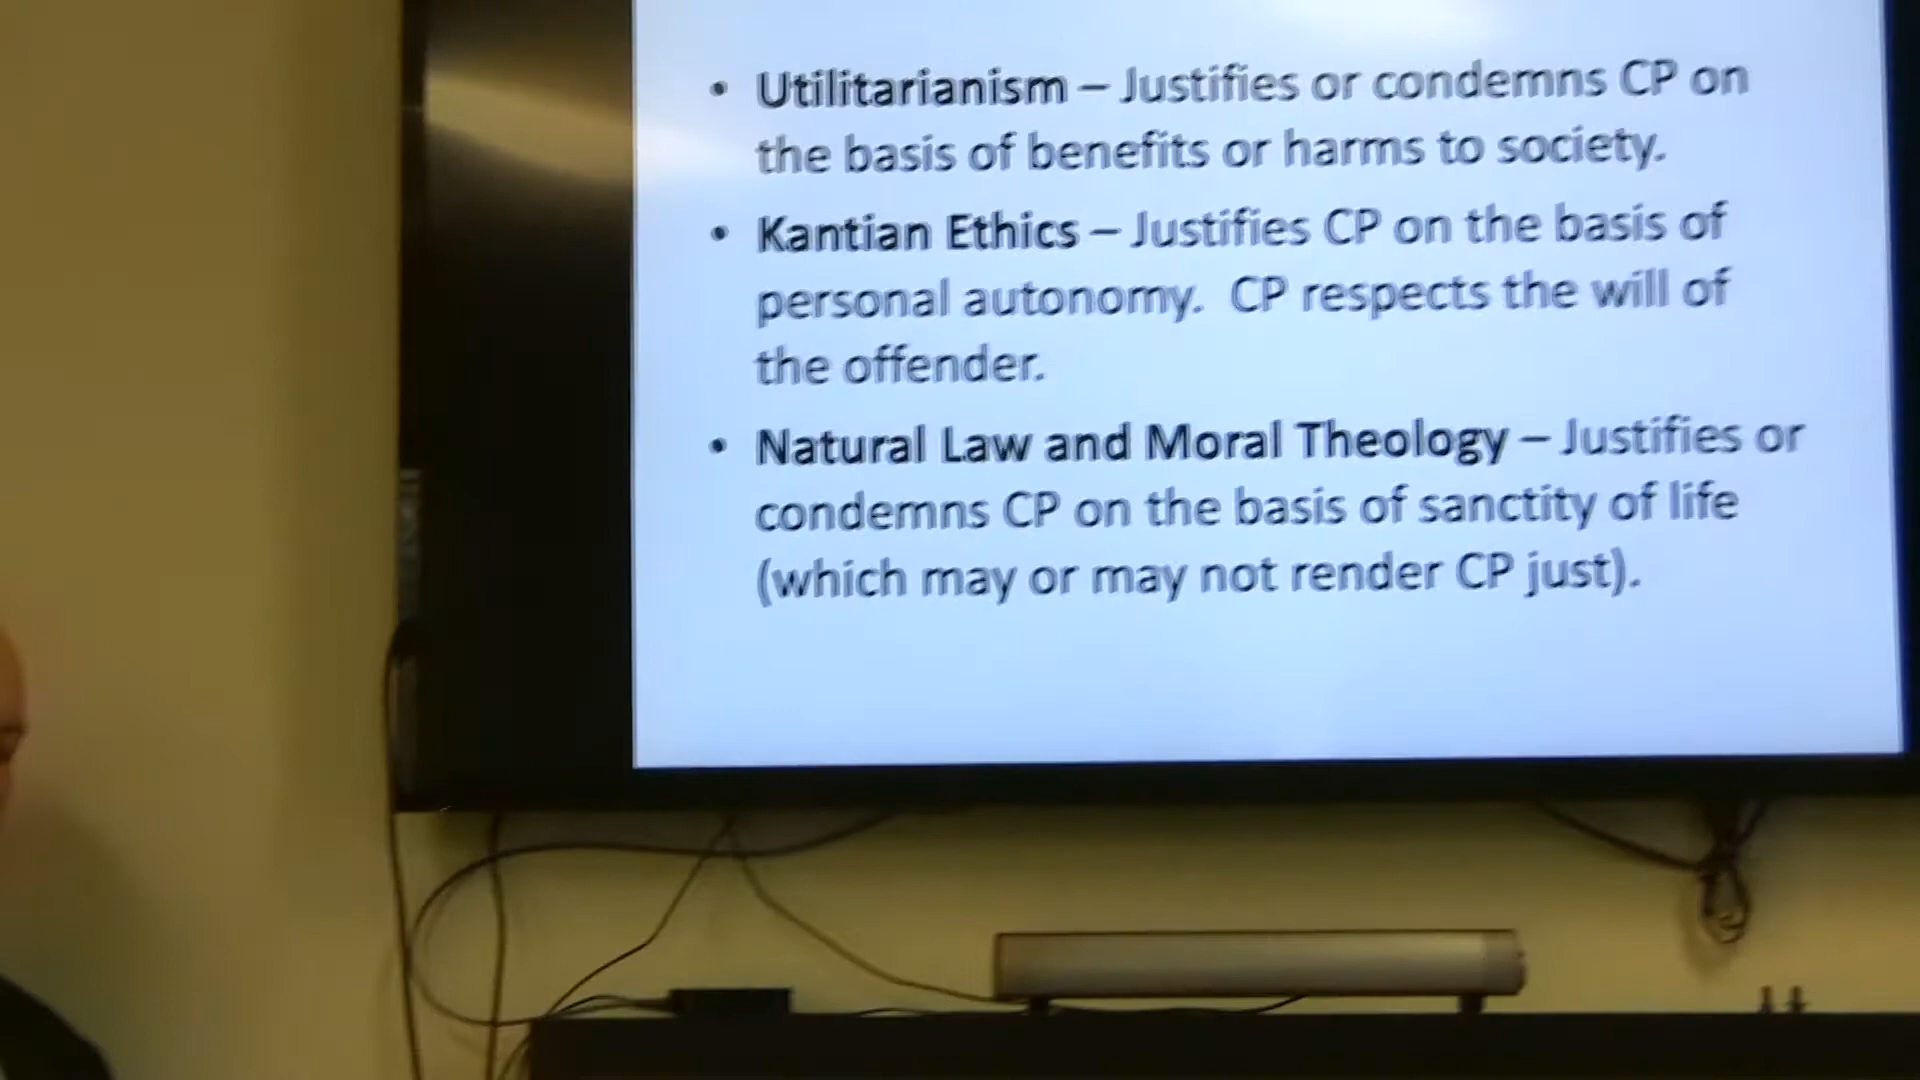 • Utilitarianism – Justifies or condemns CP on
the basis of benefits or harms to society.
• Kantian Ethics – Justifies CP on the basis of
personal autonomy. CP respects the will of
the offender.
• Natural Law and Moral Theology – Justifies or
condemns CP on the basis of sanctity of life
(which may or may not render CP just).